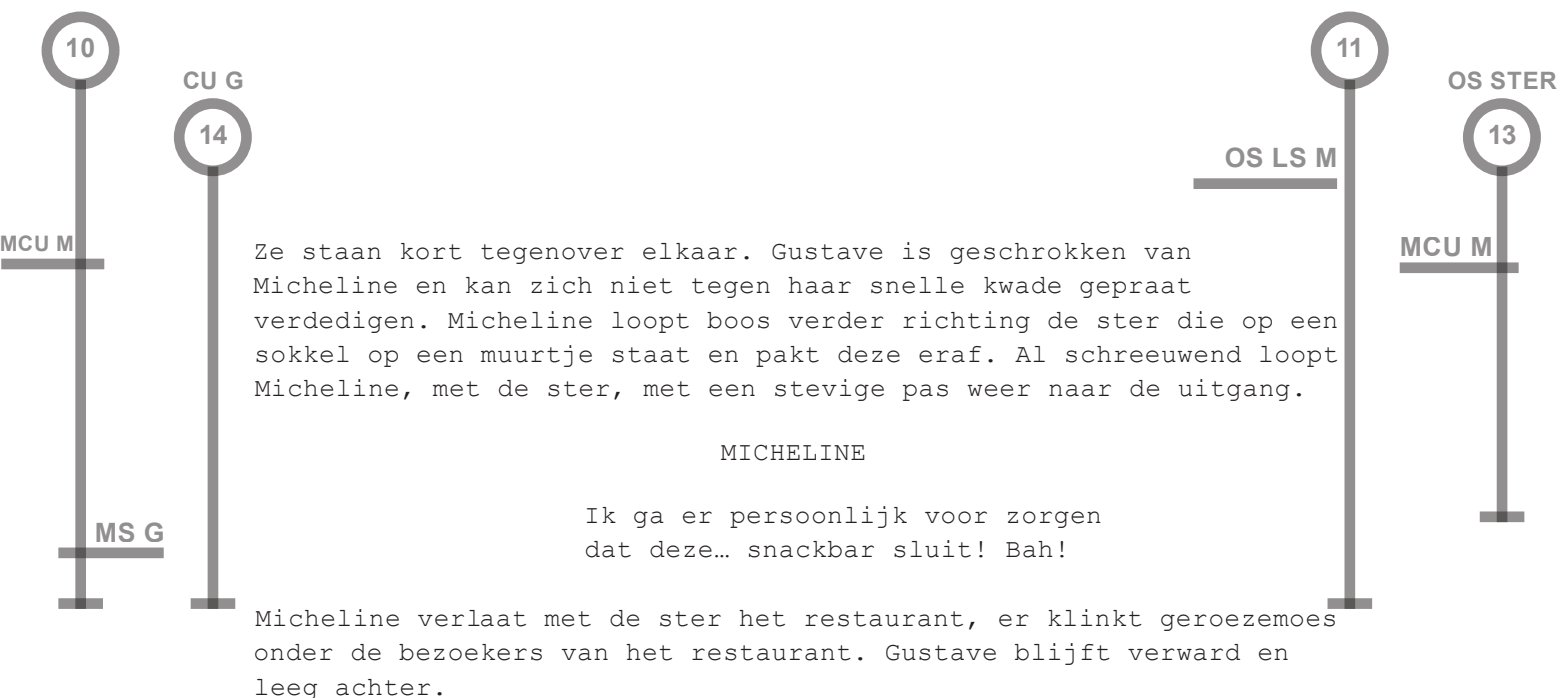 10
11
CU G
OS STER
14
13
OS LS M
MCU M
MCU M
Ze staan kort tegenover elkaar. Gustave is geschrokken van
Micheline en kan zich niet tegen haar snelle kwade gepraat
verdedigen. Micheline loopt boos verder richting de ster die op een
sokkel op een muurtje staat en pakt deze eraf. Al schreeuwend loopt
Micheline, met de ster, met een stevige pas weer naar de uitgang.
MICHELINE
Ik ga er persoonlijk voor zorgen
MS G
dat deze… snackbar sluit! Bah!
Micheline verlaat met de ster het restaurant, er klinkt geroezemoes
onder de bezoekers van het restaurant. Gustave blijft verward en
leeg achter.